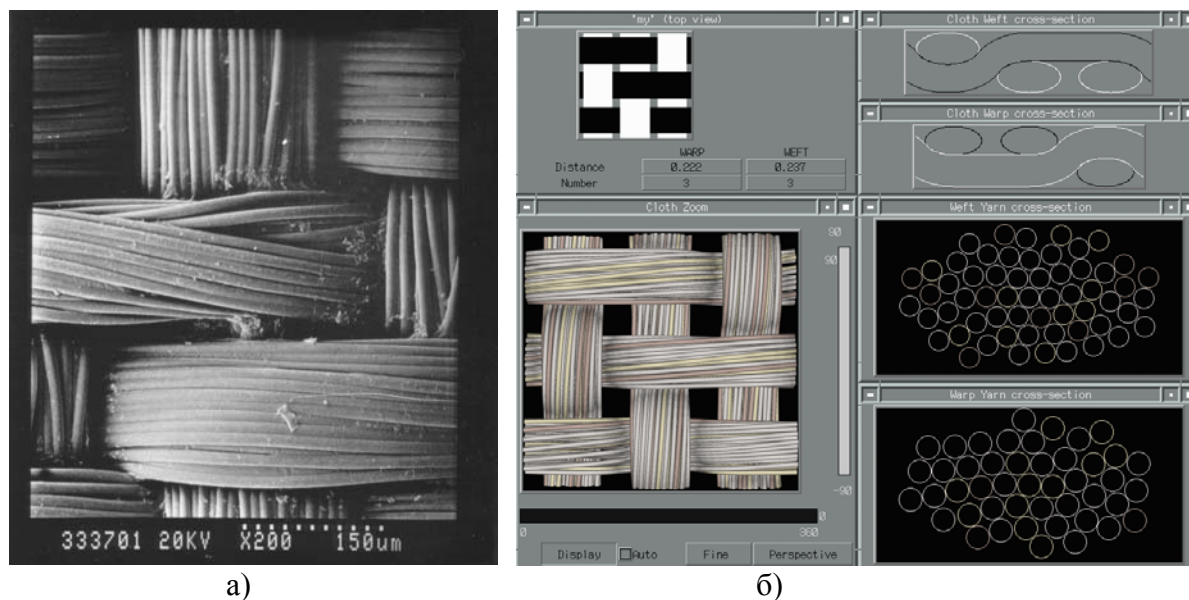 333701 20KV X200 150um
"my" (top view)
WARP WEFT
Distance 0.222 0.237
Number 3 3
Cloth Weft cross-section
Cloth Warp cross-section
Cloth Zoom
90
90
-90
0
0 360
Display Auto Fine Perspective
Weft Yarn cross-section
Warp Yarn cross-section
а) б)